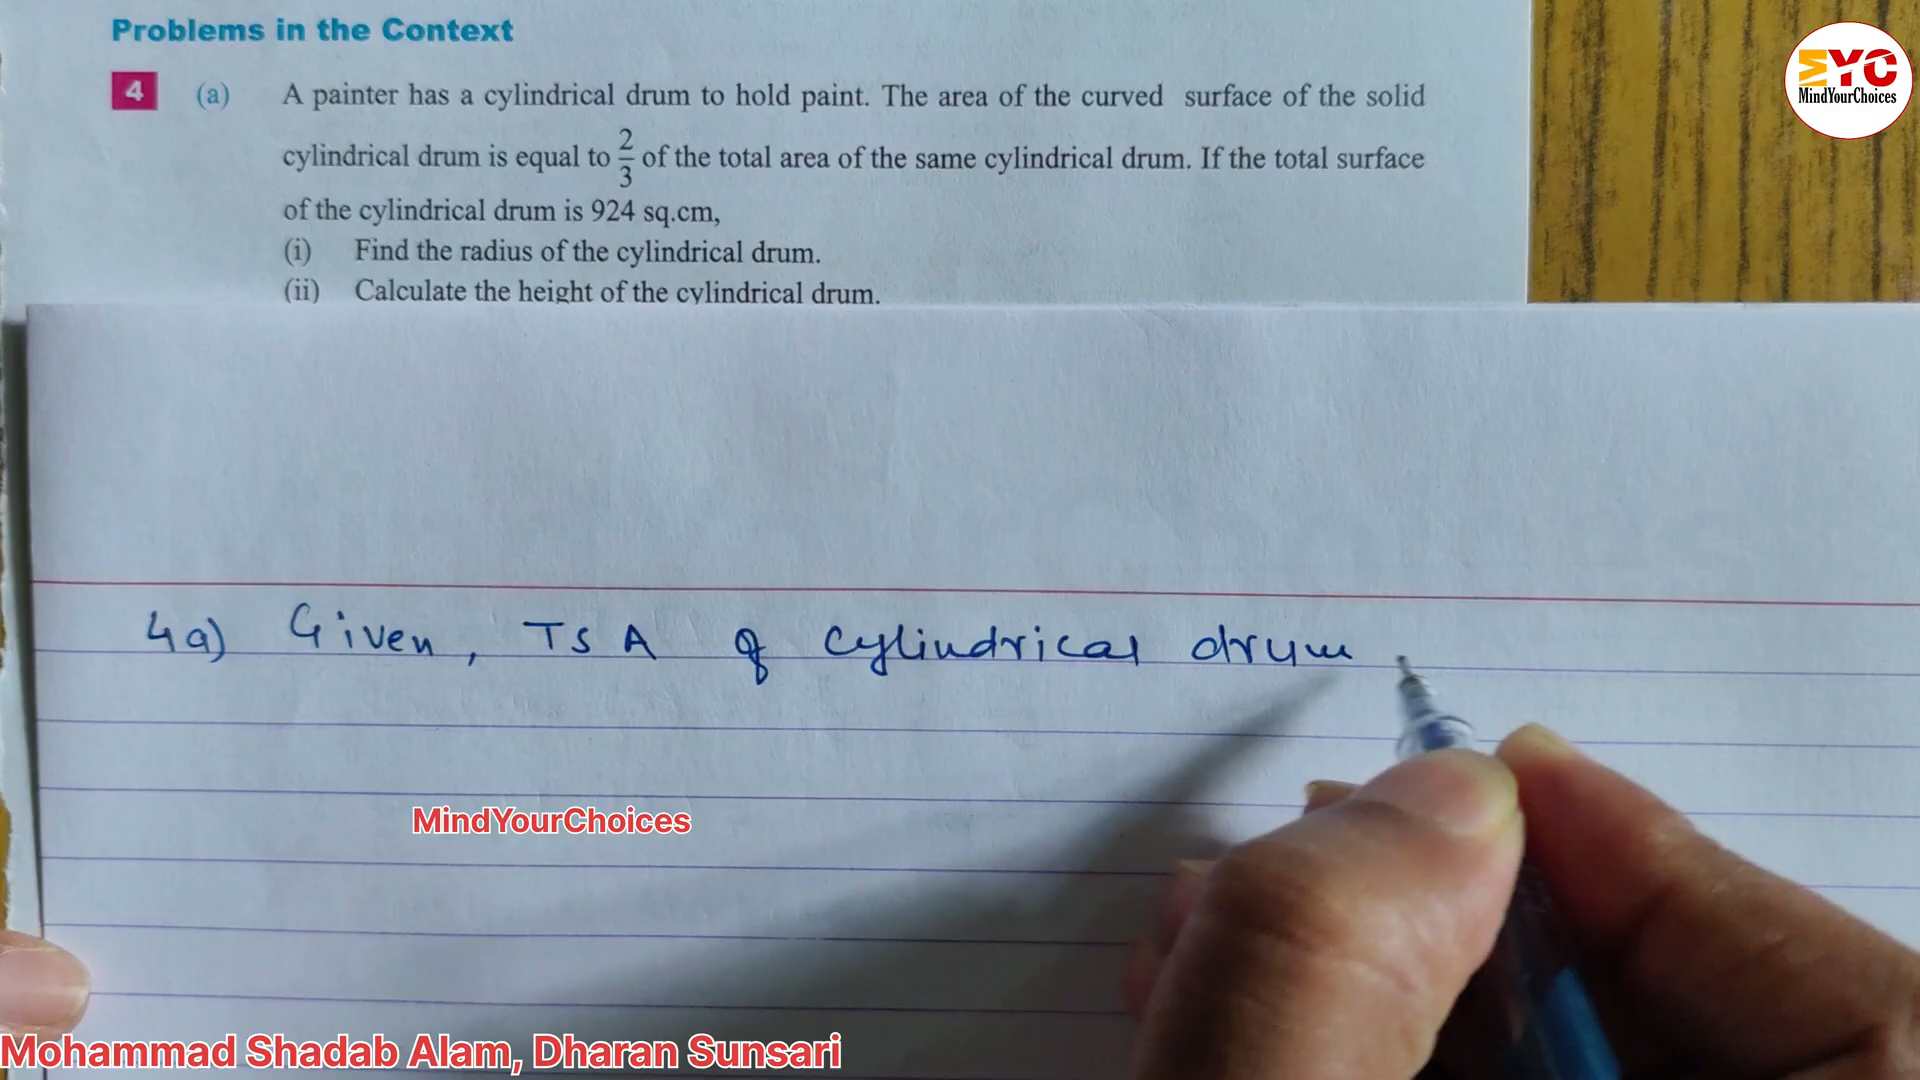 Problems in the Context
MYC
MindYourChoices
4 (a) A painter has a cylindrical drum to hold paint. The area of the curved surface of the solid
cylindrical drum is equal to 2/3 of the total area of the same cylindrical drum. If the total surface
of the cylindrical drum is 924 sq.cm,
(i) Find the radius of the cylindrical drum.
(ii) Calculate the height of the cylindrical drum.
4a) Given, TSA of cylindrical drum
MindYourChoices
Mohammad Shadab Alam, Dharan Sunsari